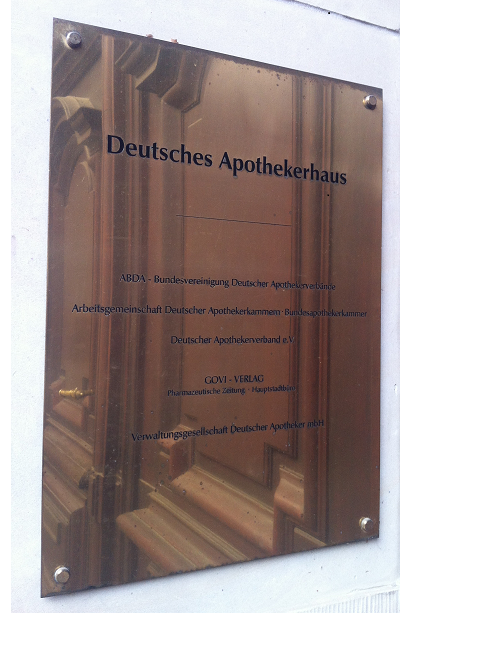 Deutsches Apothekerhaus
ABDA - Bundesvereinigung Deutscher Apothekerverbände
Arbeitsgemeinschaft Deutscher Apothekerkammern · Bundesapothekerkammer
Deutscher Apothekerverband e.V.
GOVI - VERLAG
Pharmazeutische Zeitung · Hauptstadtbüro
Verwaltungsgesellschaft Deutscher Apotheker mbH